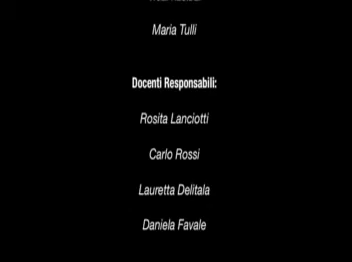 Maria Tulli
Docenti Responsabili:
Rosita Lanciotti
Carlo Rossi
Lauretta Delitala
Daniela Favale